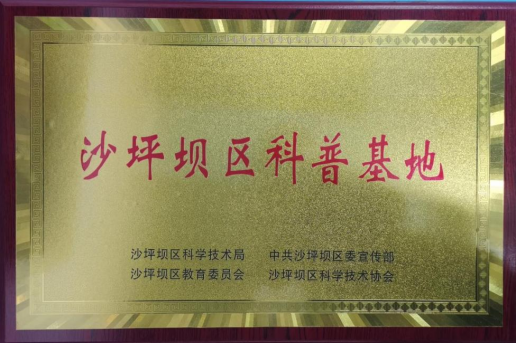 沙坪坝区科普基地
沙坪坝区科学技术局 中共沙坪坝区委宣传部
沙坪坝区教育委员会 沙坪坝区科学技术协会